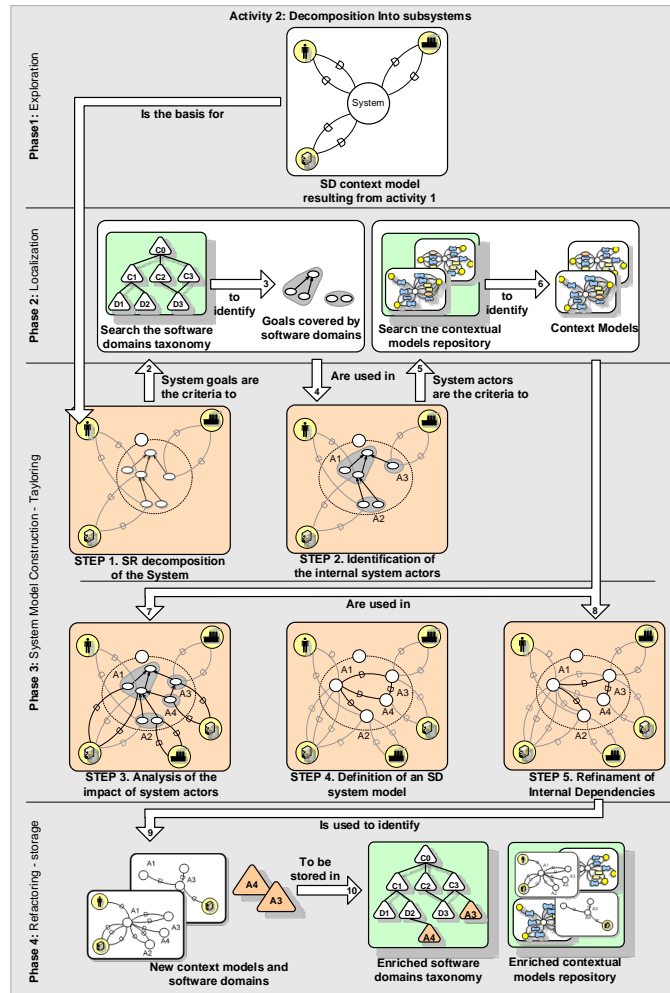 Activity 2: Decomposition Into subsystems
Phase1: Exploration
System
Is the basis for
SD context model
resulting from activity 1
Phase 2: Localization
C0
C1
C2
C3
D1
D2
D3
3
to
identify
Search the software
domains taxonomy
Goals covered by
software domains
6
to
identify
Search the contextual
models repository
Context Models
Phase 3: System Model Construction - Tayloring
2
System goals are
the criteria to
4
Are used in
5
System actors
are the criteria to
A1
A3
A2
STEP 1. SR decomposition
of the System
STEP 2. Identification of
the internal system actors
7
Are used in
8
A1
A3
A4
A2
A1
A3
A4
A2
A1
A3
A4
A2
STEP 3. Analysis of the
impact of system actors
STEP 4. Definition of an SD
system model
STEP 5. Refinament of
Internal Dependencies
Phase 4: Refactoring - storage
9
Is used to identify
A1
A3
A1
A3
A4
A2
A4
A3
To be
stored in
10
C0
C1
C2
C3
D1
D2
D3
A3
A4
A1
A3
A4
A2
A1
A3
New context models and
software domains
Enriched software
domains taxonomy
Enriched contextual
models repository